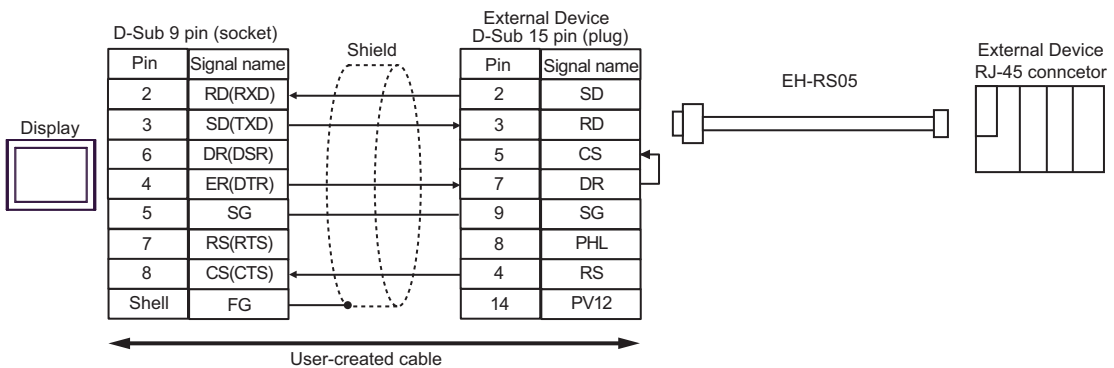 External Device
D-Sub 9 pin (socket)
D-Sub 15 pin (plug)
Shield
Pin Signal name
Pin Signal name
2 RD(RXD) 2 SD
3 SD(TXD) 3 RD
6 DR(DSR) 5 CS
4 ER(DTR) 7 DR
5 SG 9 SG
7 RS(RTS) 8 PHL
8 CS(CTS) 4 RS
Shell FG 14 PV12
Display
User-created cable
EH-RS05
External Device
RJ-45 conncetor